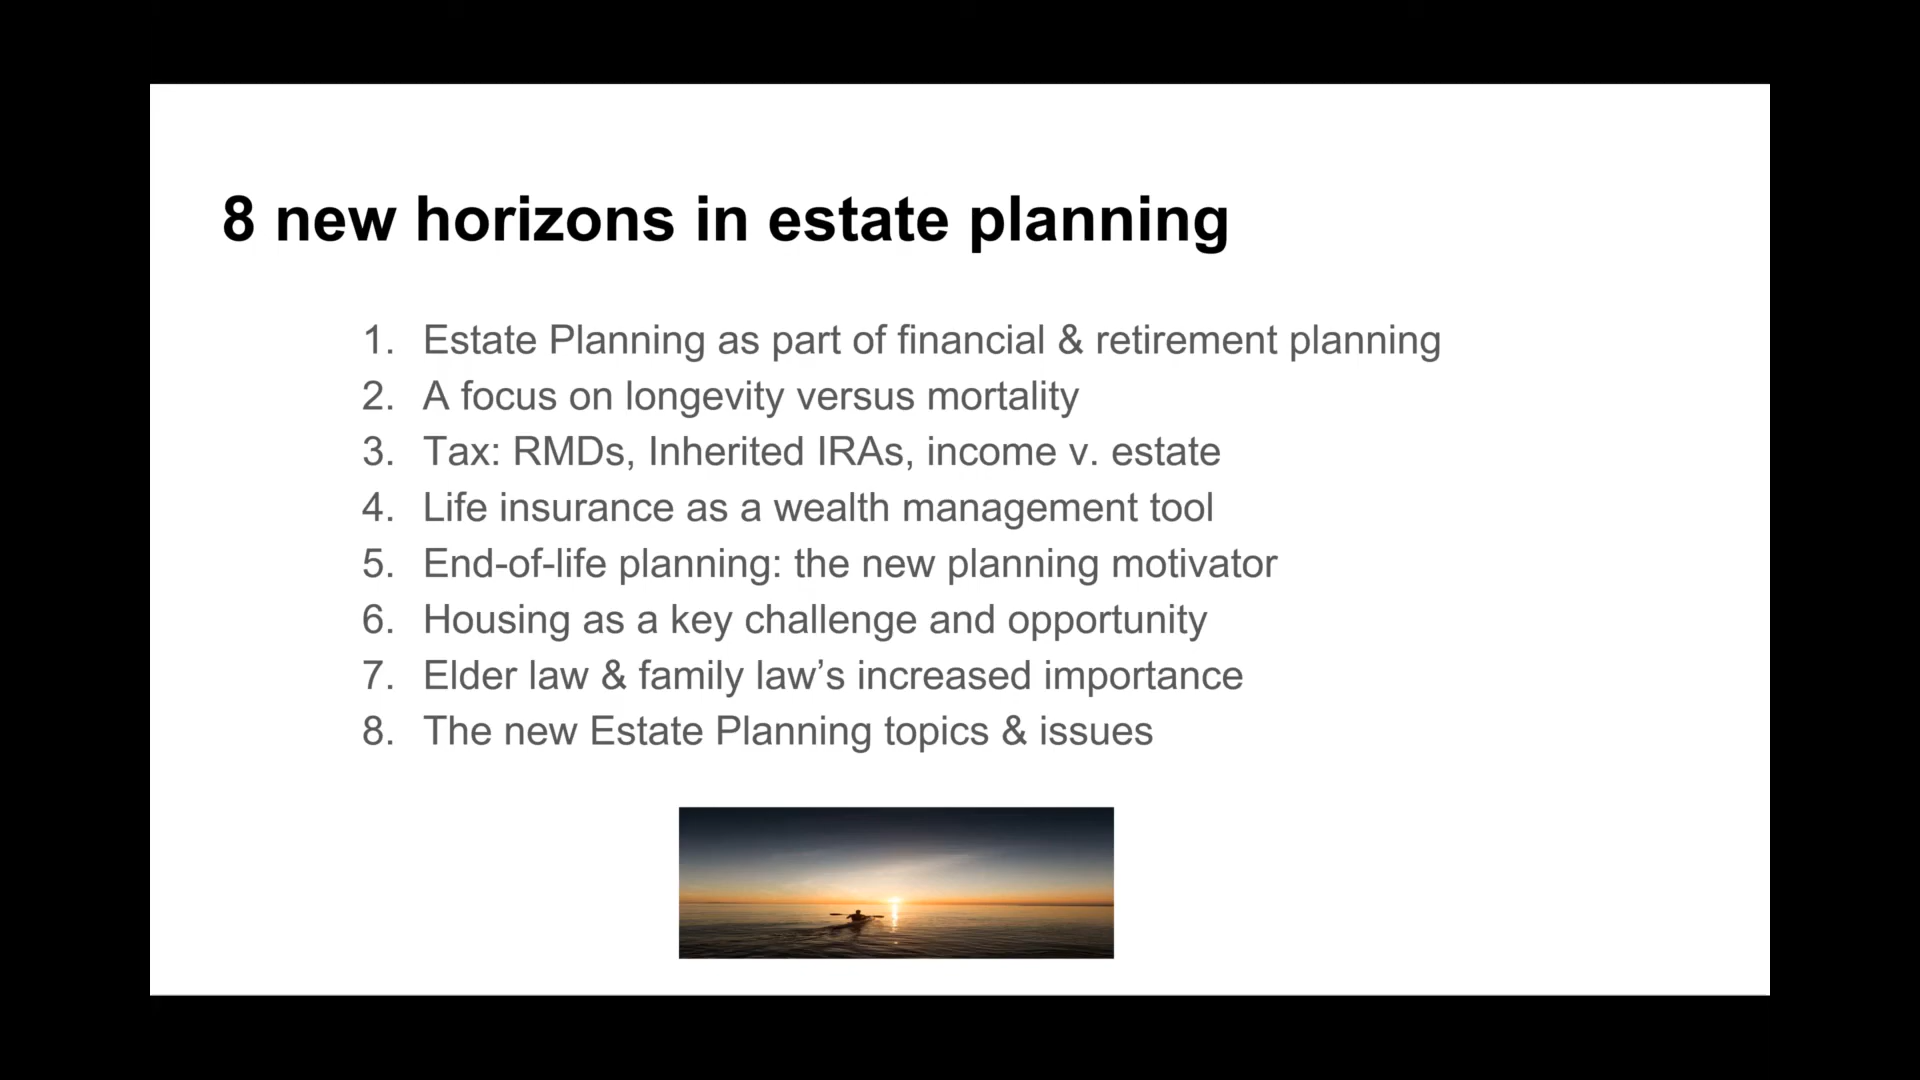 8 new horizons in estate planning
1. Estate Planning as part of financial & retirement planning
2. A focus on longevity versus mortality
3. Tax: RMDs, Inherited IRAs, income v. estate
4. Life insurance as a wealth management tool
5. End-of-life planning: the new planning motivator
6. Housing as a key challenge and opportunity
7. Elder law & family law’s increased importance
8. The new Estate Planning topics & issues